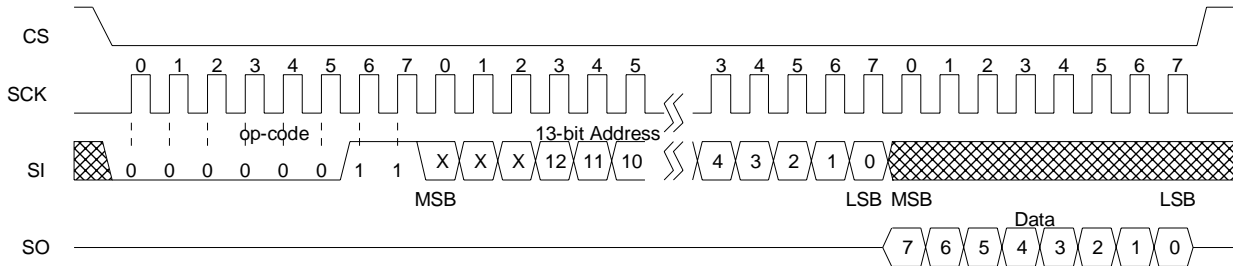 CS
0 1 2 3 4 5 6 7 0 1 2 3 4 5 3 4 5 6 7 0 1 2 3 4 5 6 7
SCK
op-code 13-bit Address
SI 0 0 0 0 0 0 1 1 X X X 12 11 10 4 3 2 1 0
MSB LSB MSB LSB
Data
SO 7 6 5 4 3 2 1 0